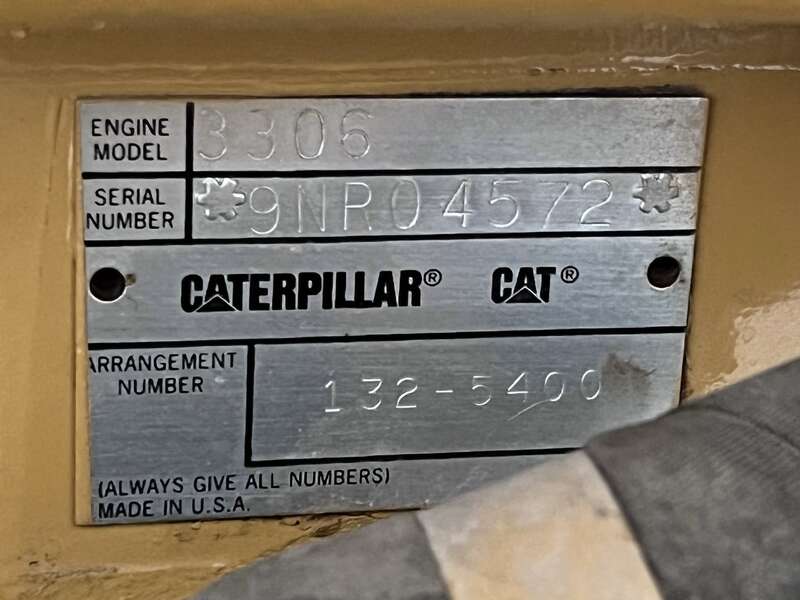 ENGINE MODEL 3306
SERIAL NUMBER *9NR04572*
CATERPILLAR® CAT®
ARRANGEMENT NUMBER 132-5400
(ALWAYS GIVE ALL NUMBERS)
MADE IN U.S.A.